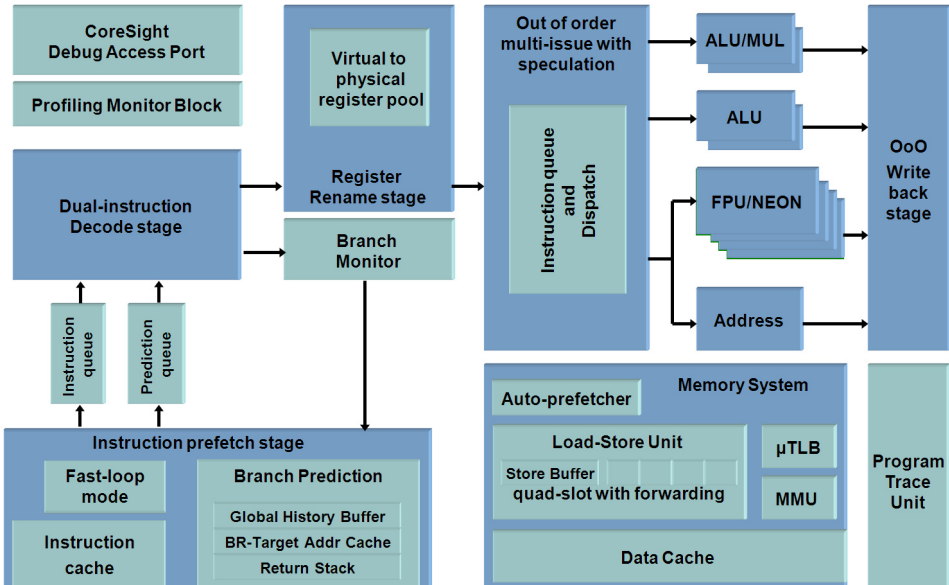 CoreSight
Debug Access Port
Profiling Monitor Block
Dual-instruction
Decode stage
Virtual to
physical
register pool
Register
Rename stage
Branch
Monitor
Out of order
multi-issue with
speculation
Instruction queue
and
Dispatch
ALU/MUL
ALU
FPU/NEON
Address
OoO
Write
back
stage
Instruction
queue
Prediction
queue
Instruction prefetch stage
Fast-loop
mode
Instruction
cache
Branch Prediction
Global History Buffer
BR-Target Addr Cache
Return Stack
Memory System
Auto-prefetcher
Load-Store Unit
Store Buffer
quad-slot with forwarding
µTLB
MMU
Data Cache
Program
Trace
Unit